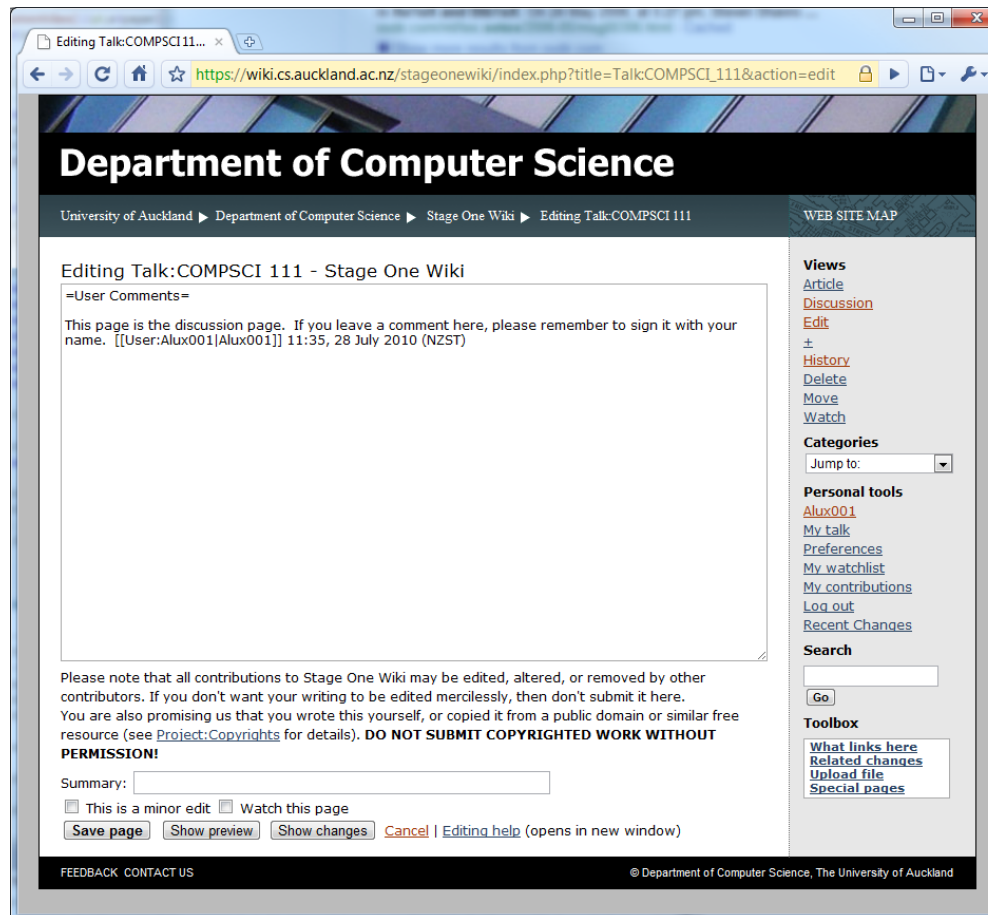 Editing Talk:COMPSCI 11...
https://wiki.cs.auckland.ac.nz/stageonewiki/index.php?title=Talk:COMPSCI_111&action=edit
Department of Computer Science
University of Auckland ▶ Department of Computer Science ▶ Stage One Wiki ▶ Editing Talk:COMPSCI 111
WEB SITE MAP
Editing Talk:COMPSCI 111 - Stage One Wiki
=User Comments=
This page is the discussion page.  If you leave a comment here, please remember to sign it with your
name.  [[User:Alux001|Alux001]] 11:35, 28 July 2010 (NZST)
Please note that all contributions to Stage One Wiki may be edited, altered, or removed by other
contributors. If you don't want your writing to be edited mercilessly, then don't submit it here.
You are also promising us that you wrote this yourself, or copied it from a public domain or similar free
resource (see Project:Copyrights for details). DO NOT SUBMIT COPYRIGHTED WORK WITHOUT
PERMISSION!
Summary:
This is a minor edit Watch this page
Save page Show preview Show changes Cancel | Editing help (opens in new window)
Views
Article
Discussion
Edit
+
History
Delete
Move
Watch
Categories
Jump to:
Personal tools
Alux001
My talk
Preferences
My watchlist
My contributions
Log out
Recent Changes
Search
Go
Toolbox
What links here
Related changes
Upload file
Special pages
FEEDBACK CONTACT US
© Department of Computer Science, The University of Auckland